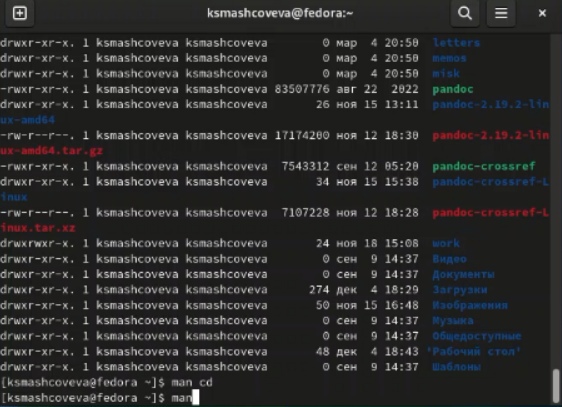 ksmashcoveva@fedora:~
drwxr-xr-x. 1 ksmashcoveva ksmashcoveva 0 мар 4 20:50 letters
drwxr-xr-x. 1 ksmashcoveva ksmashcoveva 0 мар 4 20:50 memos
drwxr-xr-x. 1 ksmashcoveva ksmashcoveva 0 мар 4 20:50 misk
-rwxr-xr-x. 1 ksmashcoveva ksmashcoveva 83507776 авг 22 2022 pandoc
drwxr-xr-x. 1 ksmashcoveva ksmashcoveva 26 ноя 15 13:11 pandoc-2.19.2-lin
ux-amd64
-rw-r--r--. 1 ksmashcoveva ksmashcoveva 17174200 ноя 12 18:30 pandoc-2.19.2-lin
ux-amd64.tar.gz
-rwxr-xr-x. 1 ksmashcoveva ksmashcoveva 7543312 сен 12 05:20 pandoc-crossref
drwxr-xr-x. 1 ksmashcoveva ksmashcoveva 34 ноя 15 15:38 pandoc-crossref-L
inux
-rw-r--r--. 1 ksmashcoveva ksmashcoveva 7107228 ноя 12 18:28 pandoc-crossref-L
inux.tar.xz
drwxrwxr-x. 1 ksmashcoveva ksmashcoveva 24 ноя 18 15:08 work
drwxr-xr-x. 1 ksmashcoveva ksmashcoveva 0 сен 9 14:37 Видео
drwxr-xr-x. 1 ksmashcoveva ksmashcoveva 0 сен 9 14:37 Документы
drwxr-xr-x. 1 ksmashcoveva ksmashcoveva 274 дек 4 18:29 Загрузки
drwxr-xr-x. 1 ksmashcoveva ksmashcoveva 50 ноя 15 16:48 Изображения
drwxr-xr-x. 1 ksmashcoveva ksmashcoveva 0 сен 9 14:37 Музыка
drwxr-xr-x. 1 ksmashcoveva ksmashcoveva 0 сен 9 14:37 Общедоступные
drwxr-xr-x. 1 ksmashcoveva ksmashcoveva 48 дек 4 18:43 'Рабочий стол'
drwxr-xr-x. 1 ksmashcoveva ksmashcoveva 0 сен 9 14:37 Шаблоны
[ksmashcoveva@fedora ~]$ man cd
[ksmashcoveva@fedora ~]$ man